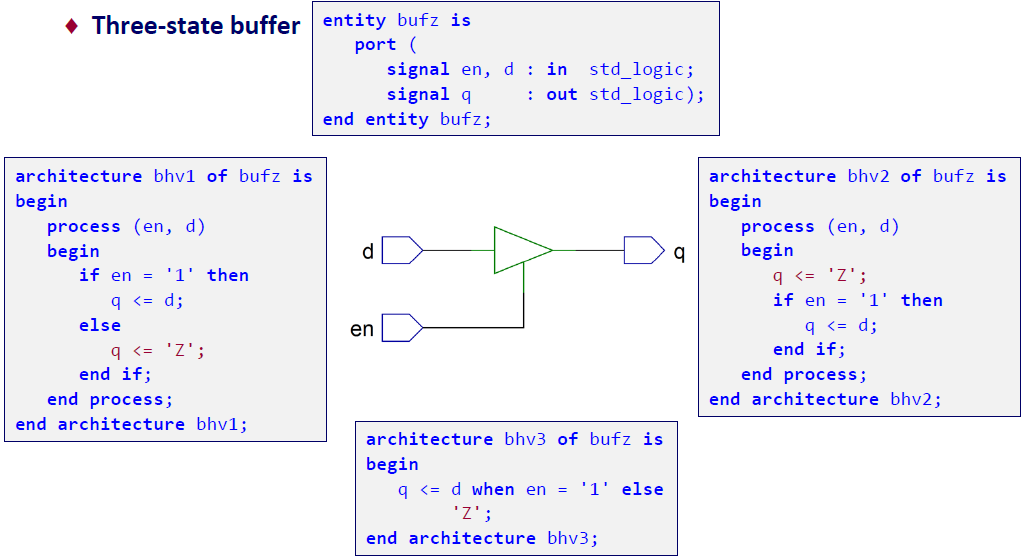 ♦ Three-state buffer
entity bufz is
   port (
      signal en, d : in  std_logic;
      signal q     : out std_logic);
end entity bufz;
architecture bhv1 of bufz is
begin
   process (en, d)
   begin
      if en = '1' then
         q <= d;
      else
         q <= 'Z';
      end if;
   end process;
end architecture bhv1;
d
en
q
architecture bhv2 of bufz is
begin
   process (en, d)
   begin
      q <= 'Z';
      if en = '1' then
         q <= d;
      end if;
   end process;
end architecture bhv2;
architecture bhv3 of bufz is
begin
   q <= d when en = '1' else
        'Z';
end architecture bhv3;